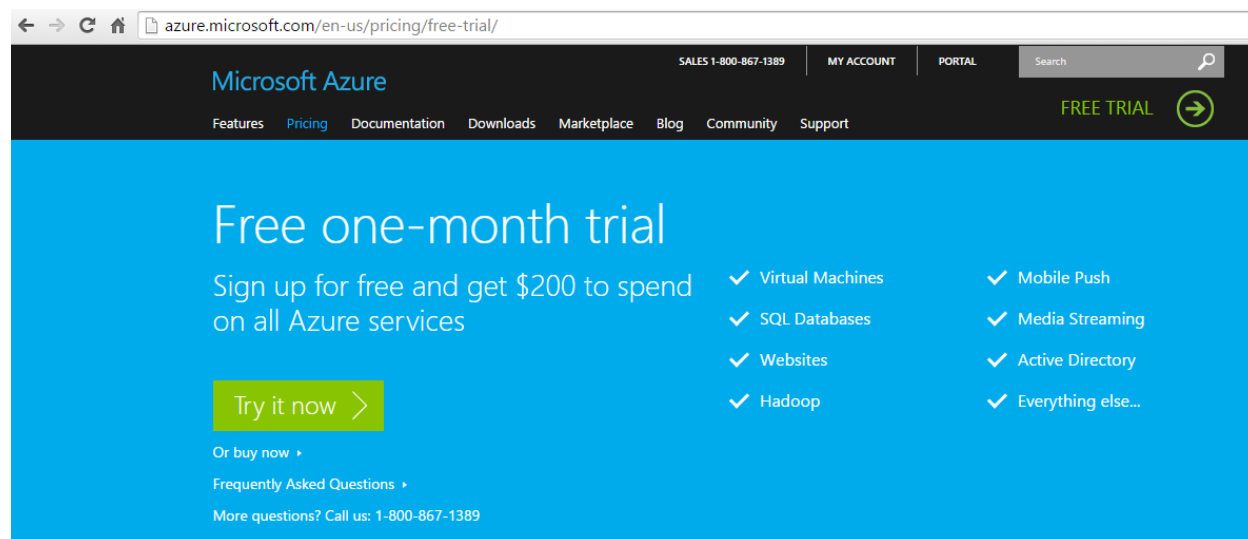 azure.microsoft.com/en-us/pricing/free-trial/
SALES 1-800-867-1389 MY ACCOUNT PORTAL Search
Microsoft Azure
FREE TRIAL
Features Pricing Documentation Downloads Marketplace Blog Community Support
Free one-month trial
Sign up for free and get $200 to spend
on all Azure services
Try it now
Or buy now
Frequently Asked Questions
More questions? Call us: 1-800-867-1389
Virtual Machines
SQL Databases
Websites
Hadoop
Mobile Push
Media Streaming
Active Directory
Everything else...